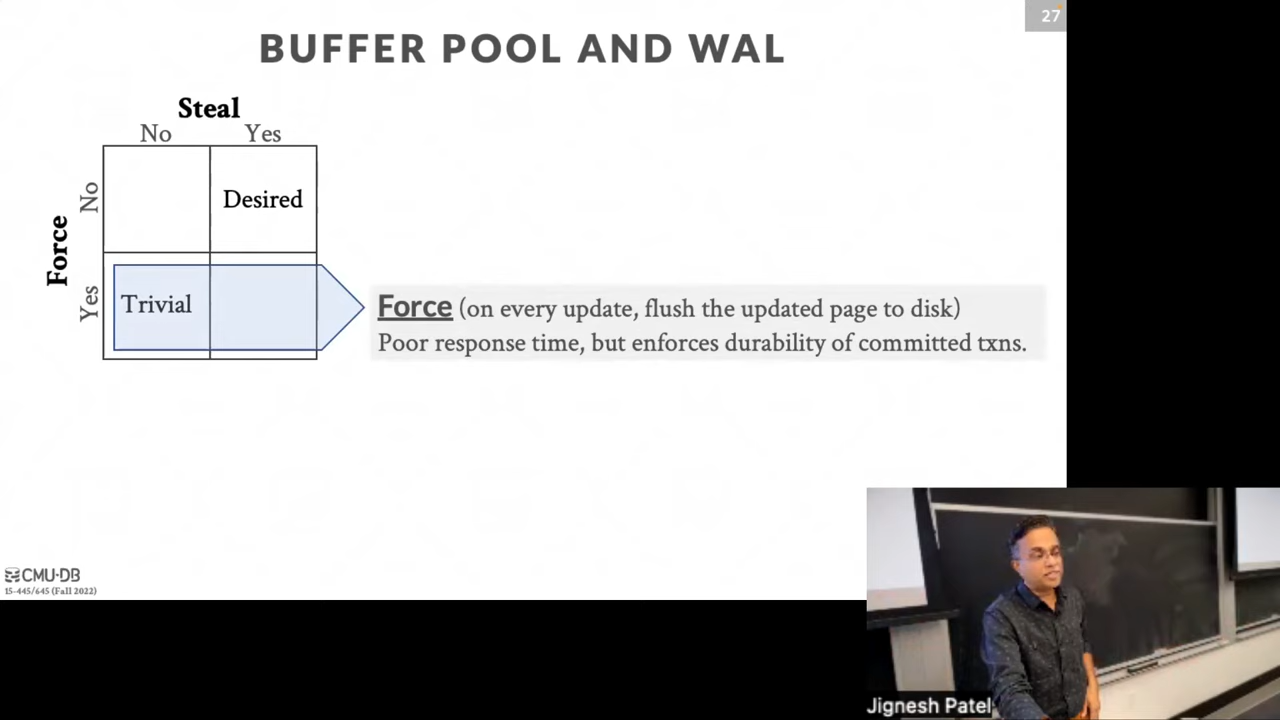 27
BUFFER POOL AND WAL
Steal
No Yes
Force
No
Desired
Yes
Trivial
Force (on every update, flush the updated page to disk)
Poor response time, but enforces durability of committed txns.
CMU·DB
15-445/645 (Fall 2022)
Jignesh Patel